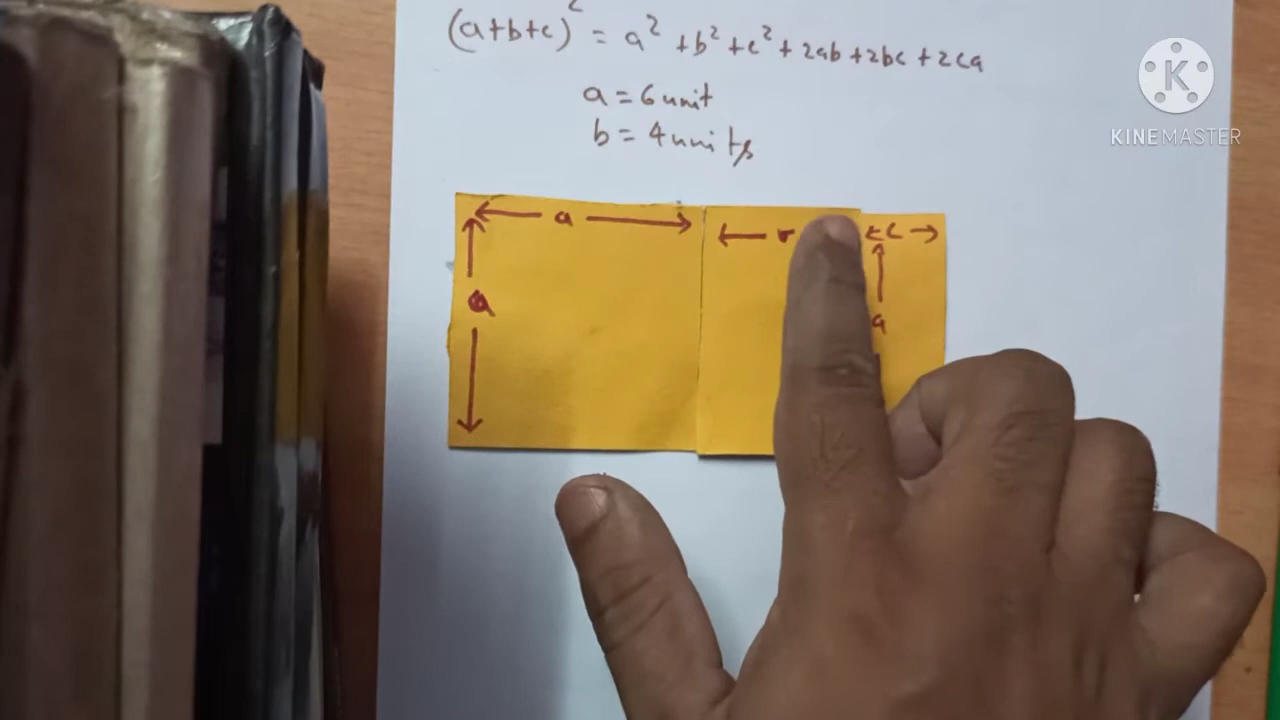 (a+b+c)² = a² + b² + c² + 2ab + 2bc + 2ca
a = 6 unit
b = 4 units
K
KINEMASTER
a
c
a
a